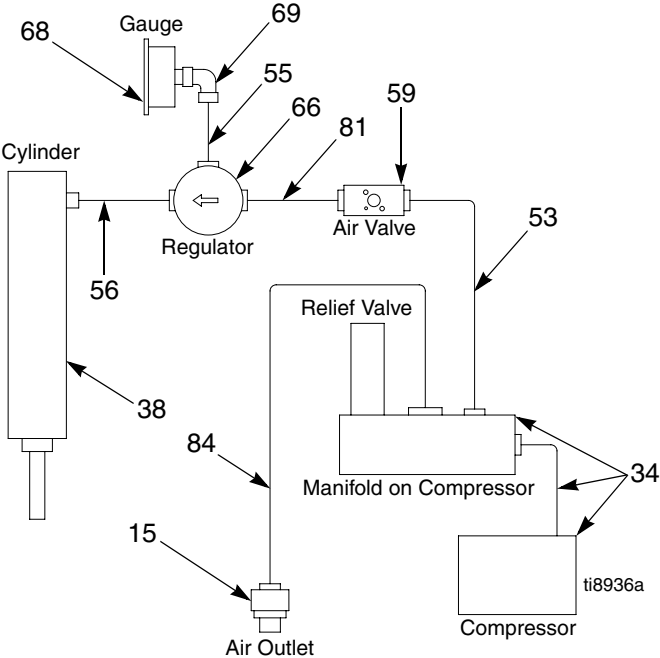 69
Gauge
68
55
59
66
81
Cylinder
Air Valve
Regulator
53
56
Relief Valve
38
84
34
Manifold on Compressor
15
ti8936a
Compressor
Air Outlet